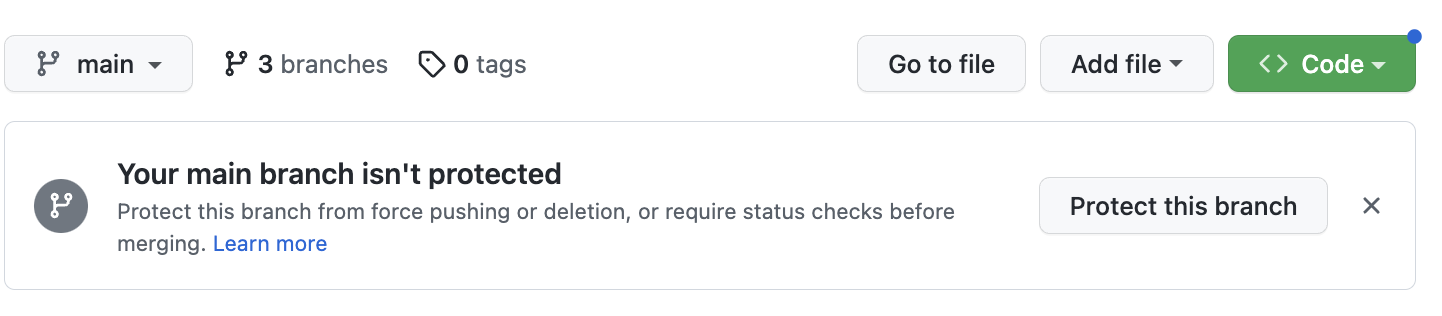 main 3 branches 0 tags Go to file Add file Code
Your main branch isn't protected
Protect this branch from force pushing or deletion, or require status checks before
merging. Learn more
Protect this branch